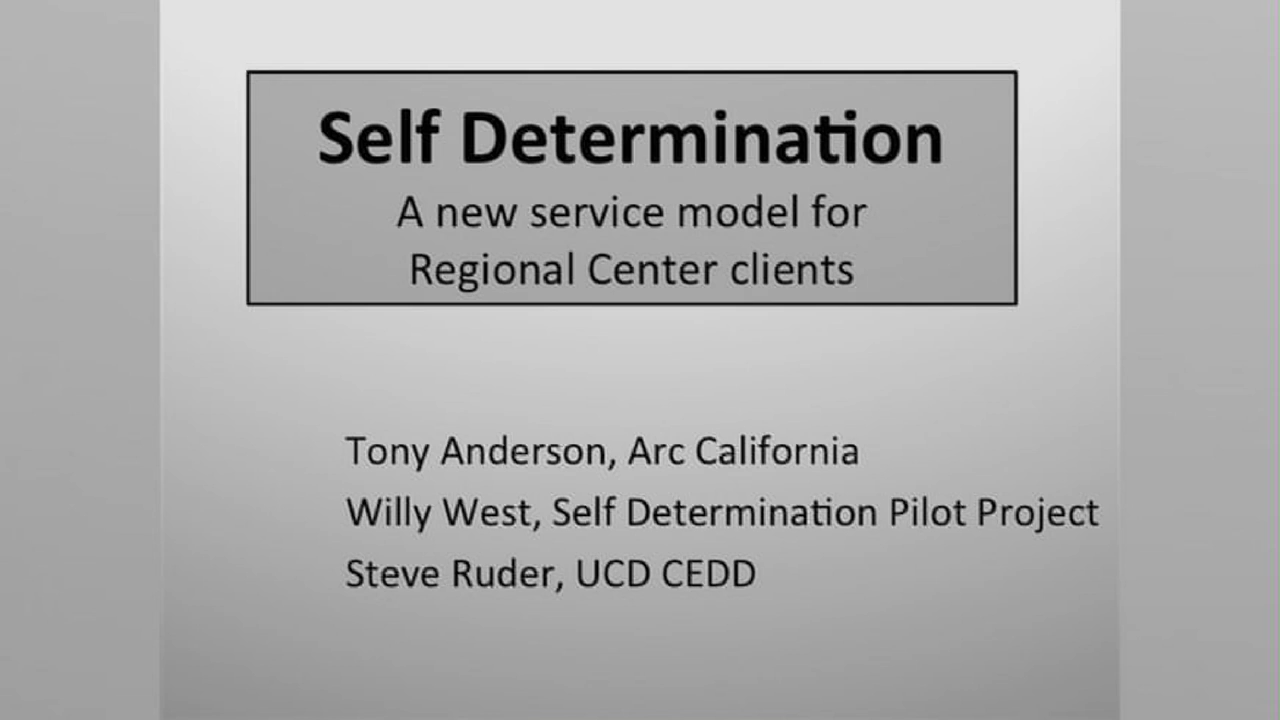 Self Determination
A new service model for
Regional Center clients
Tony Anderson, Arc California
Willy West, Self Determination Pilot Project
Steve Ruder, UCD CEDD